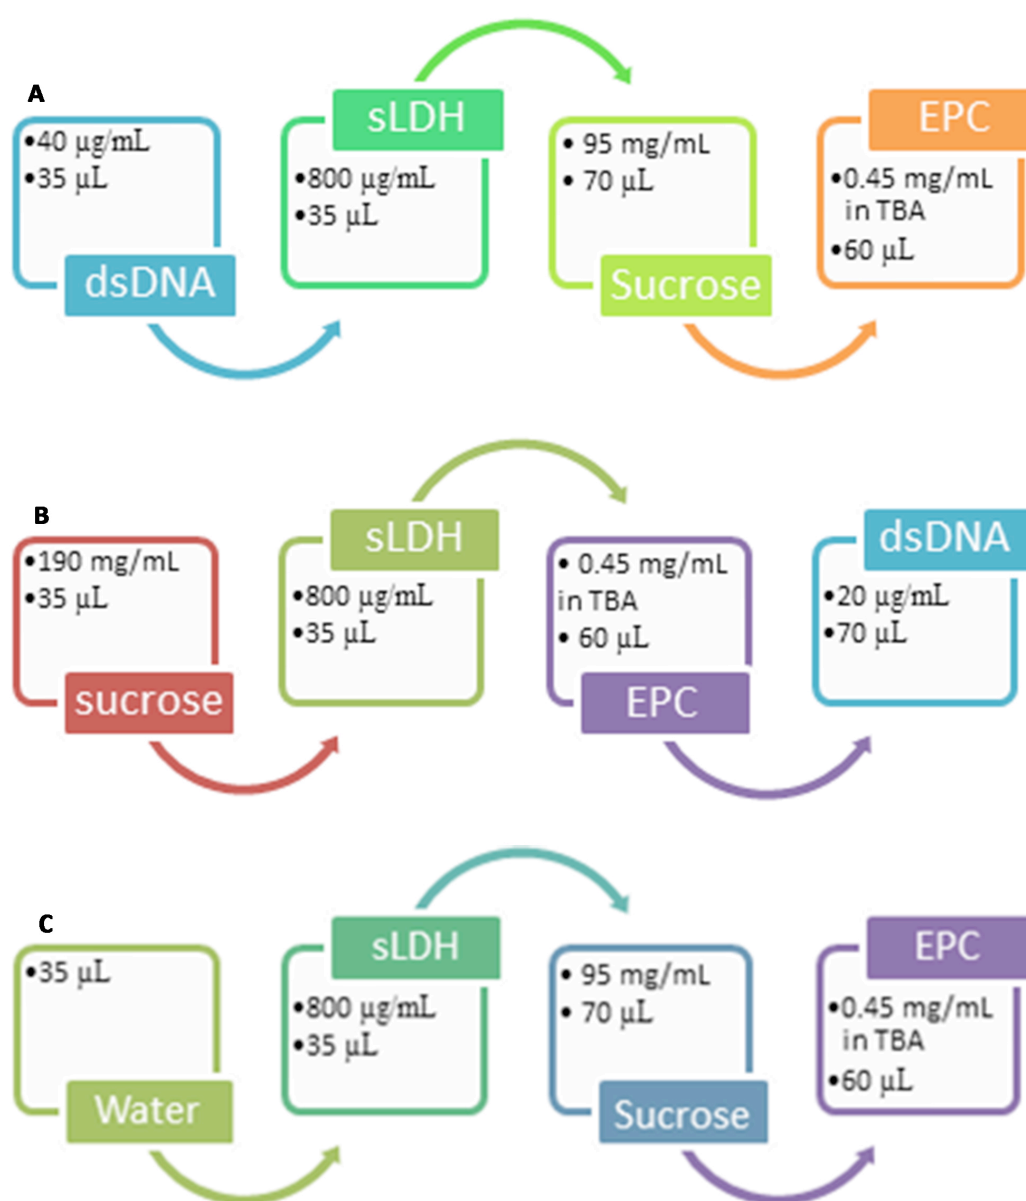 A
•40 µg/mL
•35 µL
dsDNA
sLDH
•800 µg/mL
•35 µL
• 95 mg/mL
• 70 µL
Sucrose
EPC
•0.45 mg/mL
in TBA
•60 µL
B
•190 mg/mL
•35 µL
sucrose
sLDH
•800 µg/mL
•35 µL
• 0.45 mg/mL
in TBA
• 60 µL
EPC
dsDNA
•20 µg/mL
•70 µL
C
•35 µL
Water
sLDH
•800 µg/mL
•35 µL
• 95 mg/mL
• 70 µL
Sucrose
EPC
•0.45 mg/mL
in TBA
•60 µL